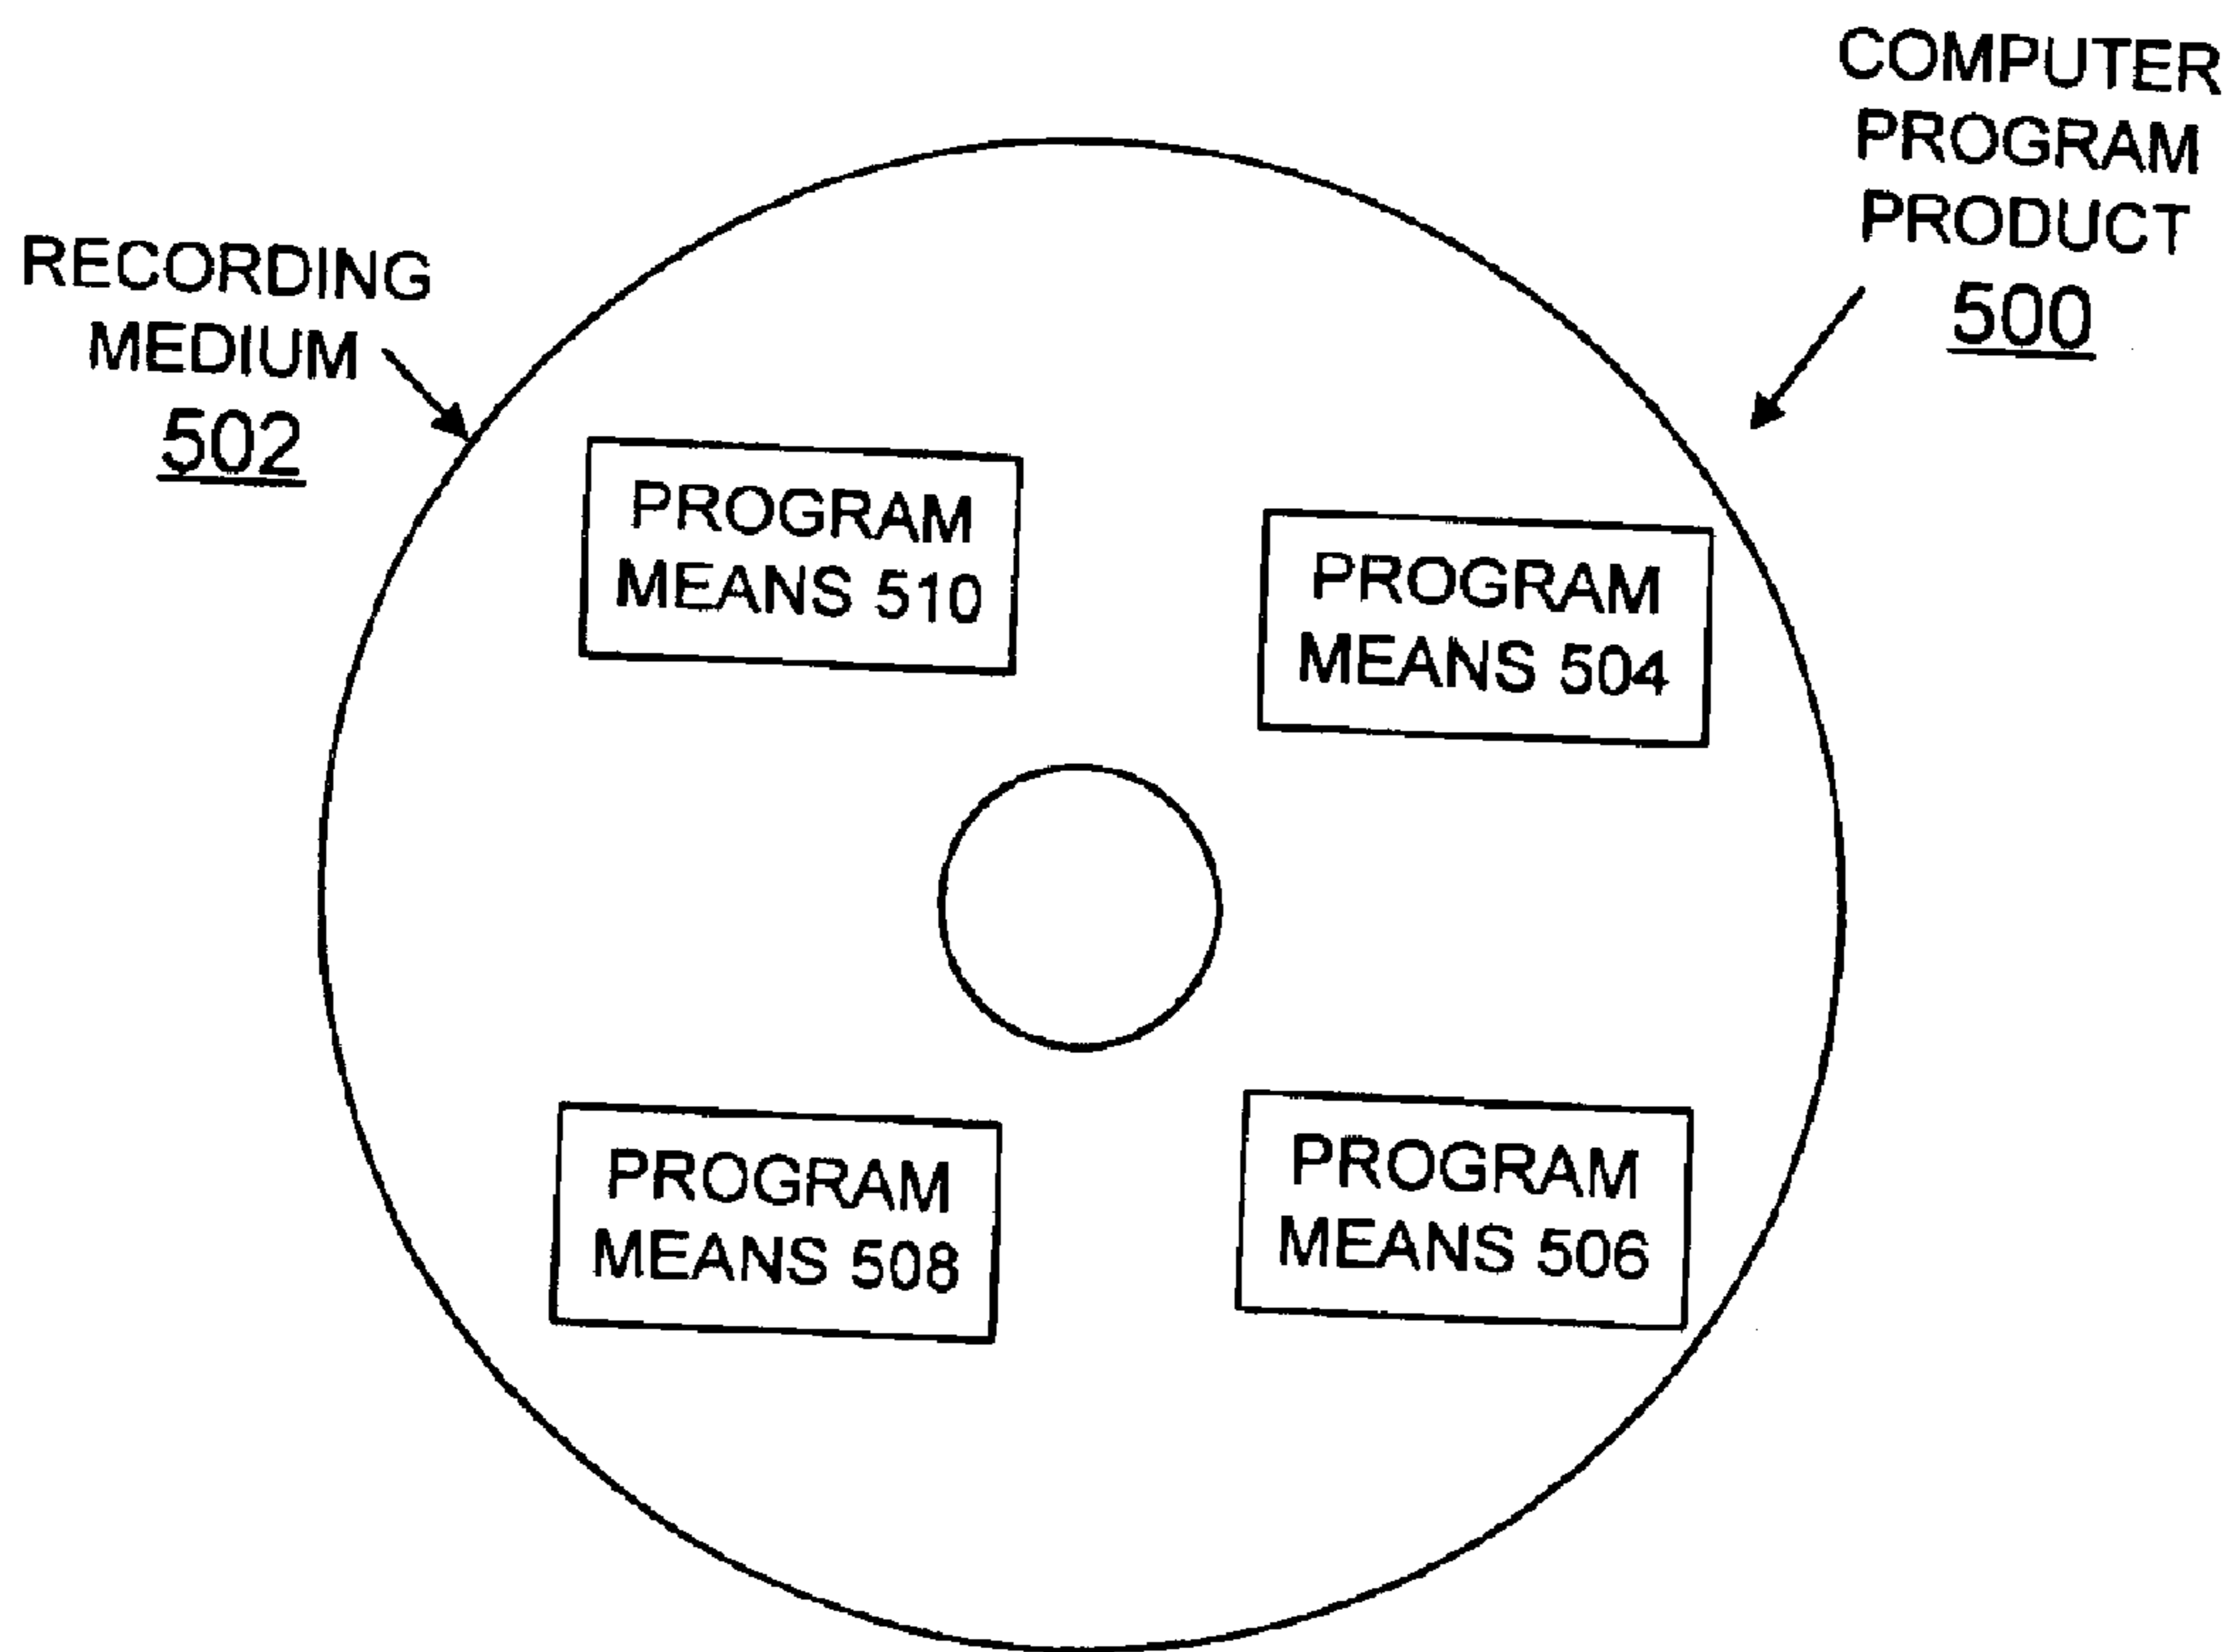 COMPUTER
PROGRAM
PRODUCT
500
RECORDING
MEDIUM
502
PROGRAM
MEANS 510
PROGRAM
MEANS 504
PROGRAM
MEANS 508
PROGRAM
MEANS 506